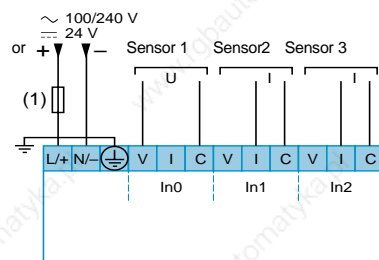 ~ 100/240 V
⎓ 24 V
or + –
Sensor 1 Sensor2 Sensor 3
U I I
(1)
L/+ N/– V I C V I C V I C
In0 In1 In2